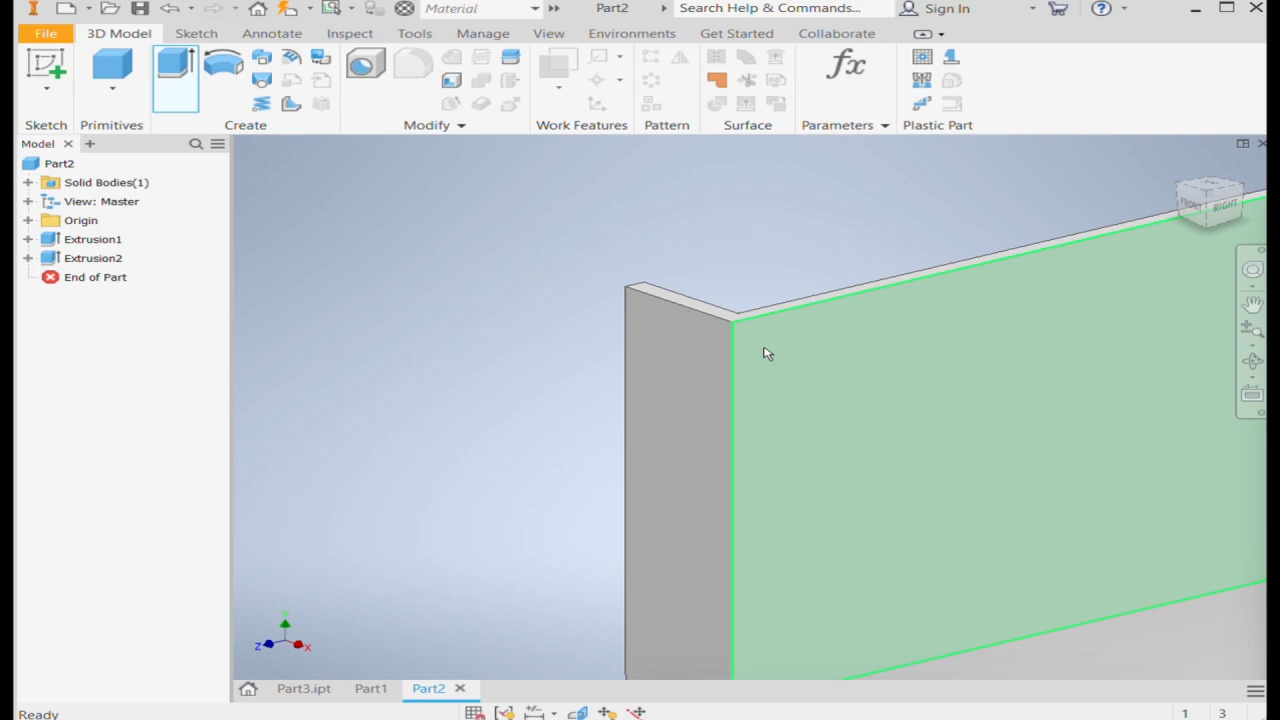 Material
Part2
Search Help & Commands...
Sign In
File
3D Model
Sketch
Annotate
Inspect
Tools
Manage
View
Environments
Get Started
Collaborate
fx
Sketch
Primitives
Create
Modify
Work Features
Pattern
Surface
Parameters
Plastic Part
Model
Part2
Solid Bodies(1)
View: Master
Origin
Extrusion1
Extrusion2
End of Part
FRONT
RIGHT
Y
Z
X
Part3.ipt
Part1
Part2
Ready
1
3